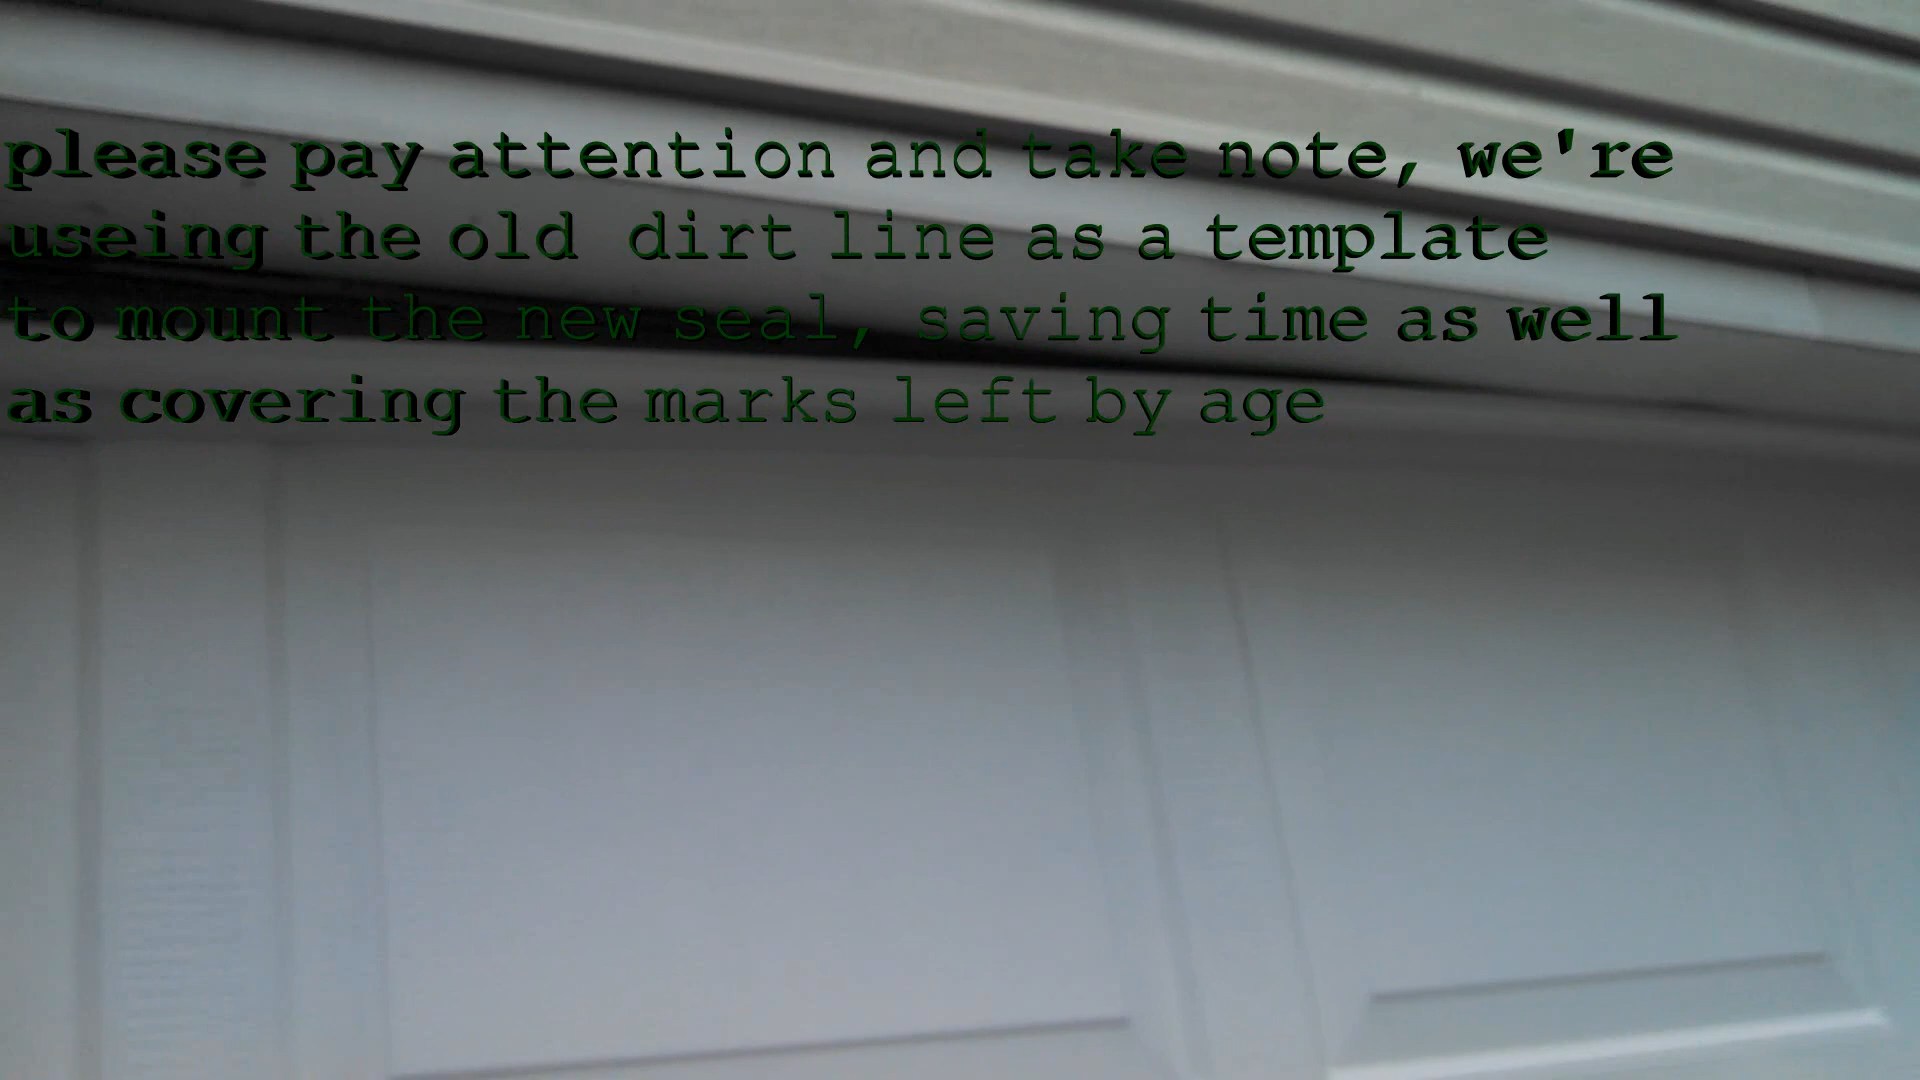 please pay attention and take note, we're
useing the old dirt line as a template
to mount the new seal, saving time as well
as covering the marks left by age